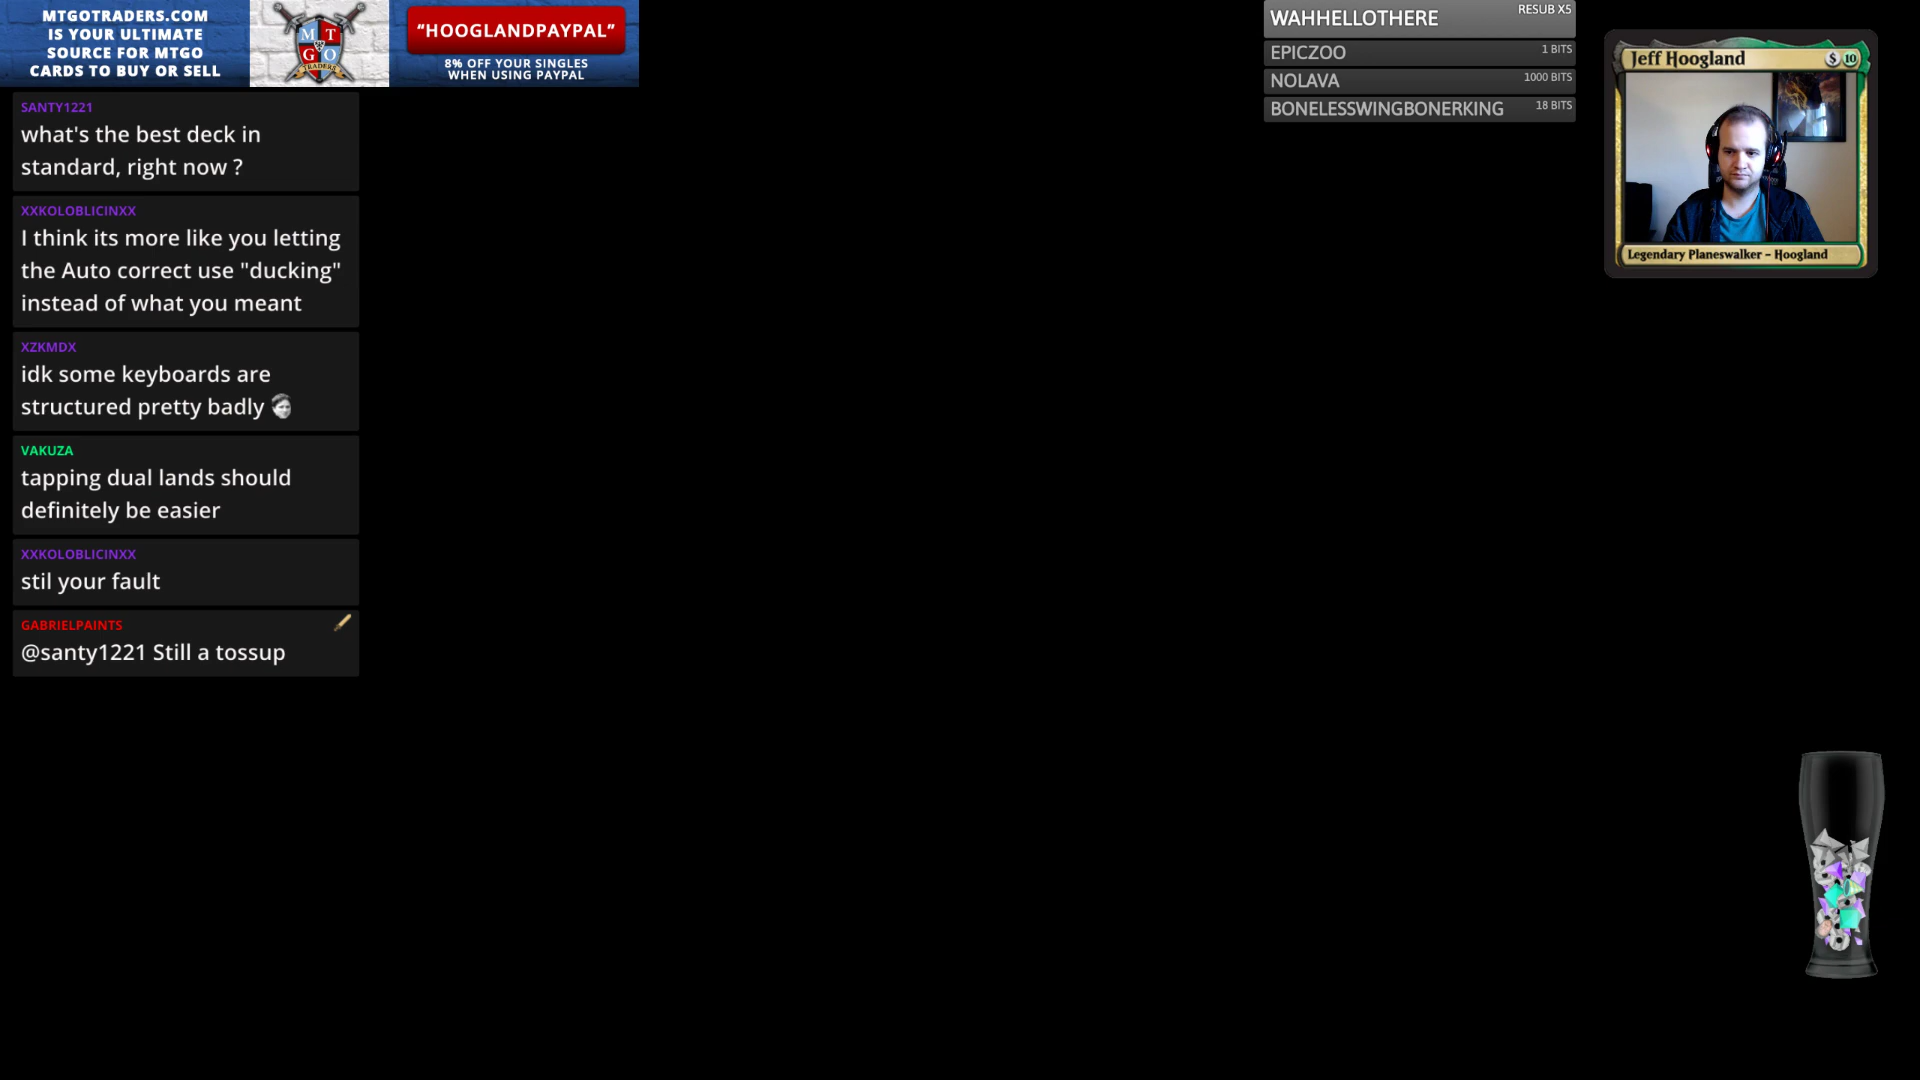 MTGOTRADERS.COM
IS YOUR ULTIMATE
SOURCE FOR MTGO
CARDS TO BUY OR SELL
M T
G O
TRADERS
"HOOGLANDPAYPAL"
8% OFF YOUR SINGLES
WHEN USING PAYPAL
SANTY1221
what's the best deck in
standard, right now ?
XXKOLOBLICINXX
I think its more like you letting
the Auto correct use "ducking"
instead of what you meant
XZKMDX
idk some keyboards are
structured pretty badly
VAKUZA
tapping dual lands should
definitely be easier
XXKOLOBLICINXX
stil your fault
GABRIELPAINTS
@santy1221 Still a tossup
WAHHELLOTHERE RESUB X5
EPICZOO 1 BITS
NOLAVA 1000 BITS
BONELESSWINGBONERKING 18 BITS
Jeff Hoogland $ 10
Legendary Planeswalker - Hoogland